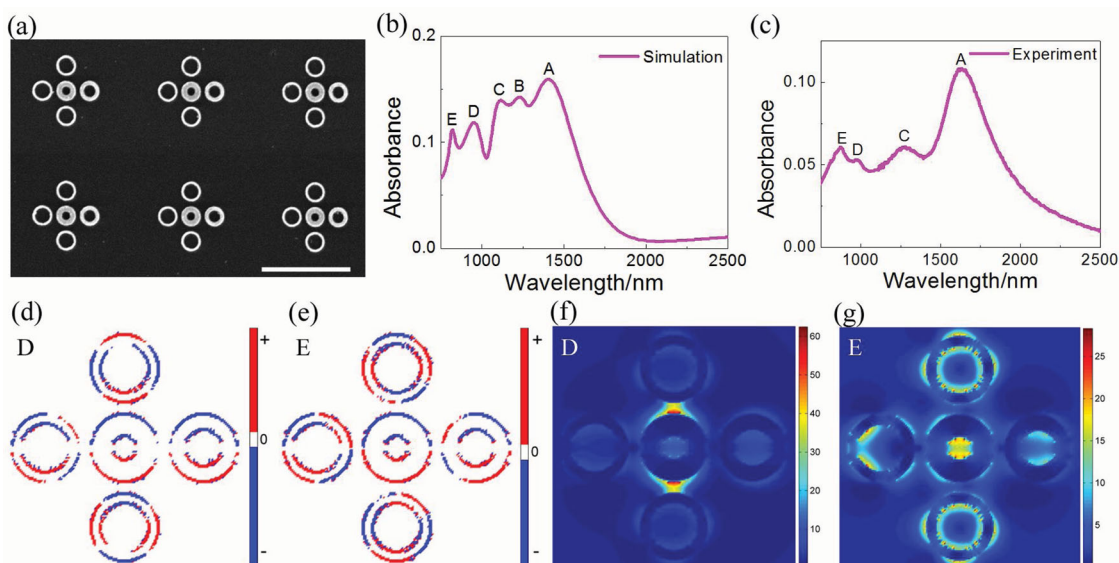 (a)
(b)
0.2
0.1
0.0
Absorbance
Simulation
E
D
C
B
A
1000
1500
2000
2500
Wavelength/nm
(c)
0.10
0.05
0.00
Absorbance
Experiment
E
D
C
A
1000
1500
2000
2500
Wavelength/nm
(d)
D
+
0
-
(e)
E
+
0
-
(f)
D
60
50
40
30
20
10
(g)
E
25
20
15
10
5